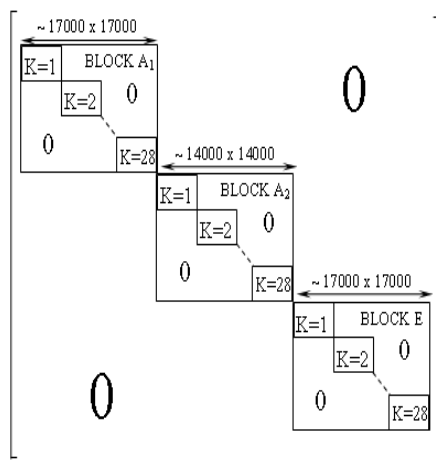 ~ 17000 x 17000
BLOCK A₁
K=1
K=2
0
0
K=28
0
~ 14000 x 14000
K=1
BLOCK A₂
K=2
0
0
K=28
~ 17000 x 17000
K=1
BLOCK E
K=2
0
0
K=28
0